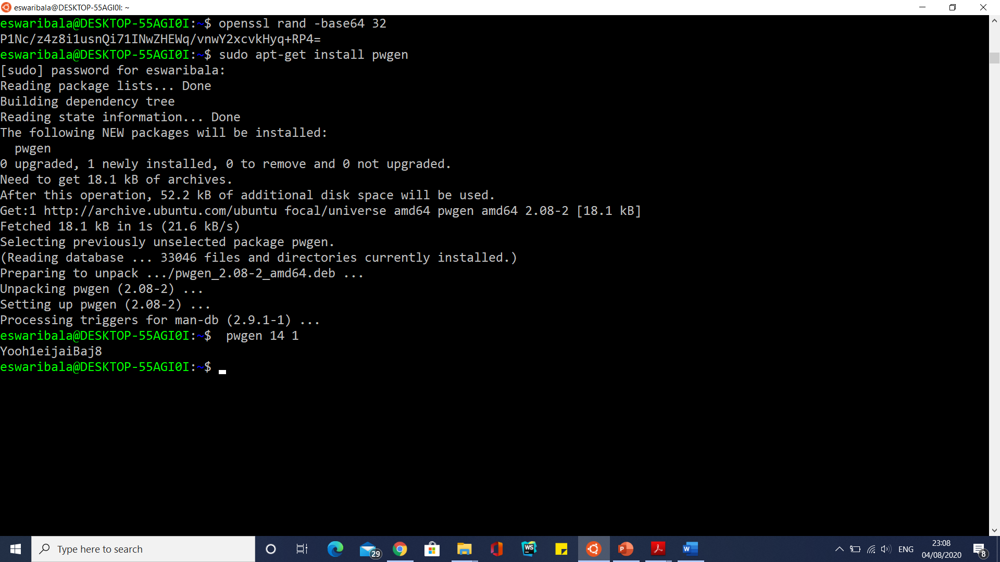 eswaribala@DESKTOP-55AGI0I: ~
eswaribala@DESKTOP-55AGI0I:~$ openssl rand -base64 32
P1Nc/z4z8i1usnQi71INwZHEWq/vnwY2xcvkHyq+RP4=
eswaribala@DESKTOP-55AGI0I:~$ sudo apt-get install pwgen
[sudo] password for eswaribala:
Reading package lists... Done
Building dependency tree
Reading state information... Done
The following NEW packages will be installed:
  pwgen
0 upgraded, 1 newly installed, 0 to remove and 0 not upgraded.
Need to get 18.1 kB of archives.
After this operation, 52.2 kB of additional disk space will be used.
Get:1 http://archive.ubuntu.com/ubuntu focal/universe amd64 pwgen amd64 2.08-2 [18.1 kB]
Fetched 18.1 kB in 1s (21.6 kB/s)
Selecting previously unselected package pwgen.
(Reading database ... 33046 files and directories currently installed.)
Preparing to unpack .../pwgen_2.08-2_amd64.deb ...
Unpacking pwgen (2.08-2) ...
Setting up pwgen (2.08-2) ...
Processing triggers for man-db (2.9.1-1) ...
eswaribala@DESKTOP-55AGI0I:~$  pwgen 14 1
Yooh1eijaiBaj8
eswaribala@DESKTOP-55AGI0I:~$
Type here to search
29
WS
P
W
ENG
23:08
04/08/2020
8